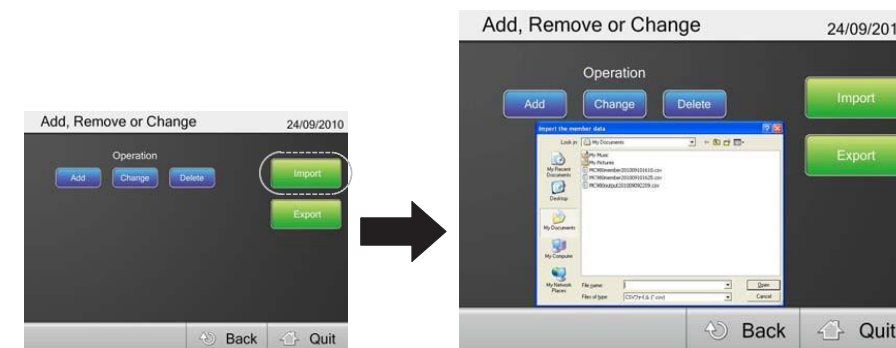 Add, Remove or Change 24/09/2010
Operation
Add Change Delete
Import
Export
Back Quit
Add, Remove or Change 24/09/201
Operation
Add Change Delete
Import
Export
Import the member data
Look in: My Documents
My Music
My Pictures
My Recent Documents
Desktop
My Documents
My Computer
My Network Places
File name:
Files of type:
Open
Cancel
Back Quit